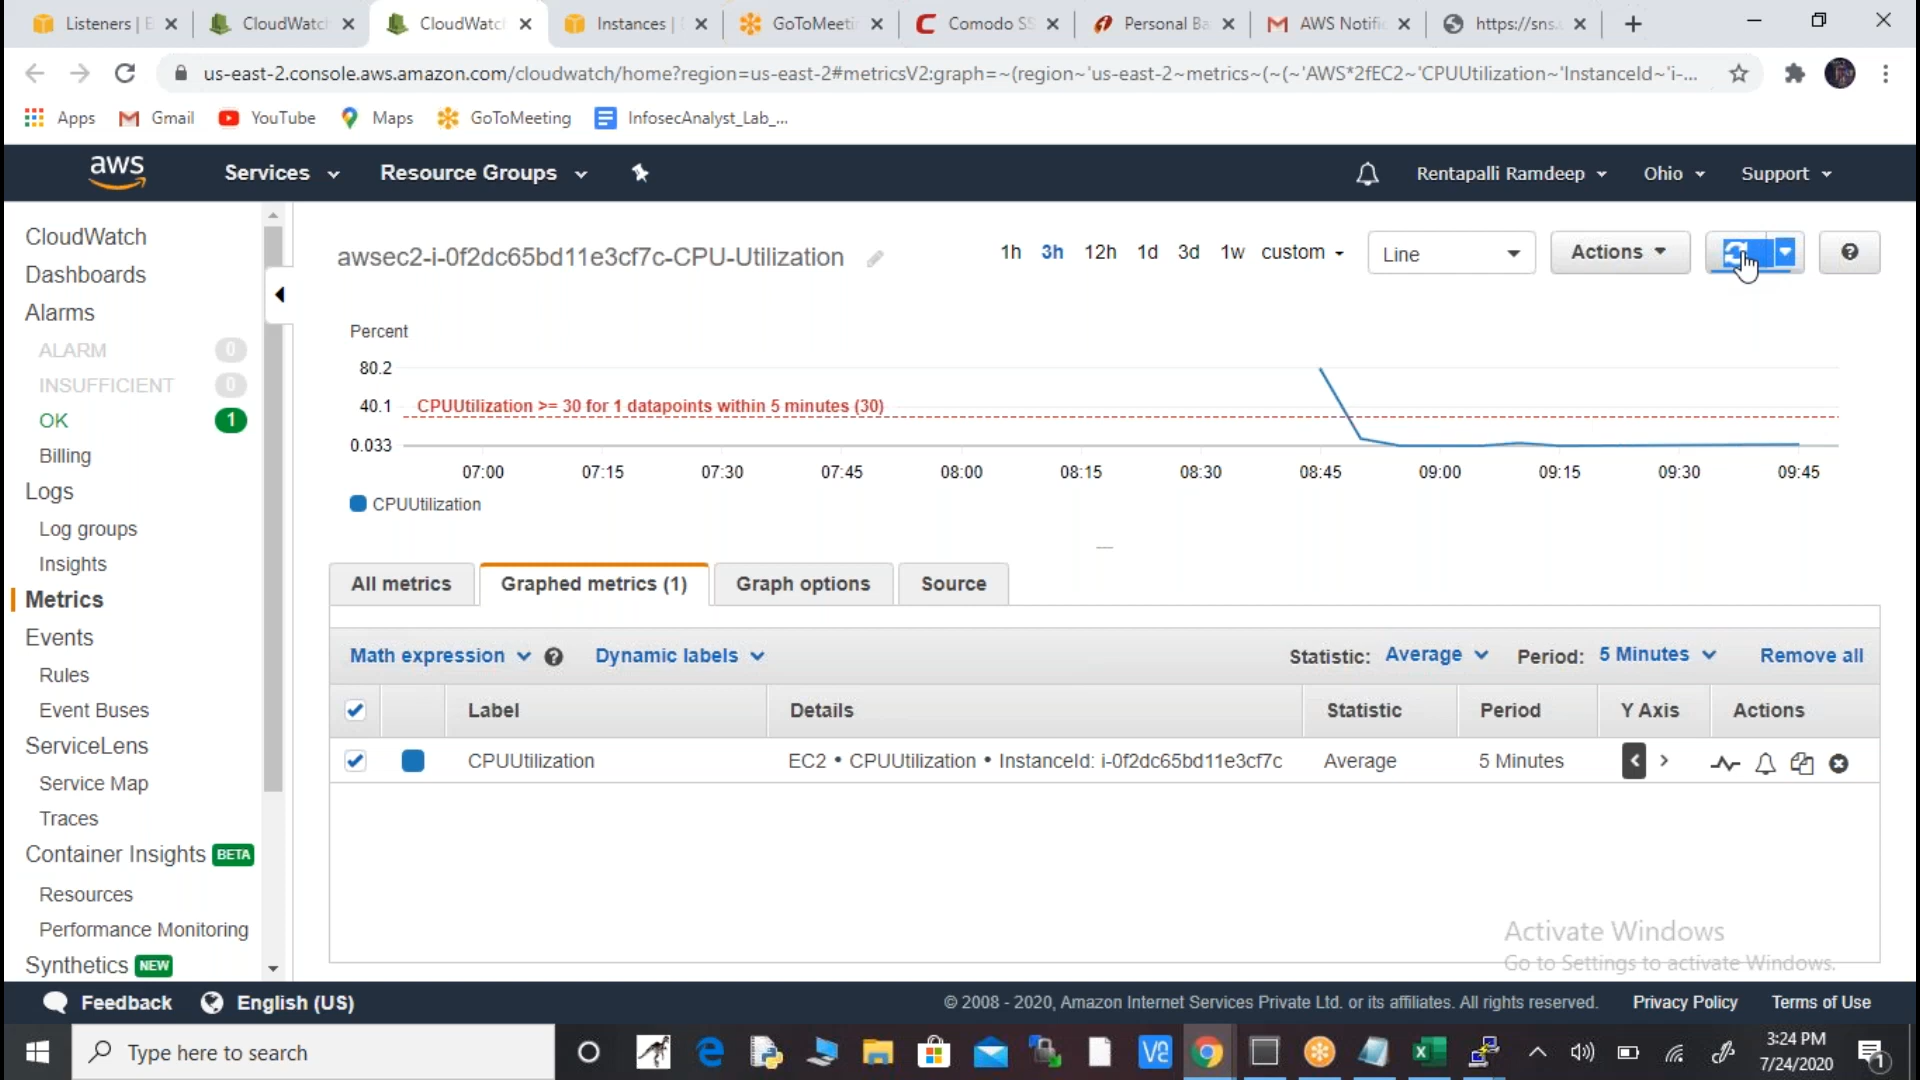 Listeners | E
CloudWatch
CloudWatch
Instances |
GoToMeetin
Comodo SS
Personal Ba
AWS Notific
https://sns.
us-east-2.console.aws.amazon.com/cloudwatch/home?region=us-east-2#metricsV2:graph=~(region~'us-east-2~metrics~(~(~'AWS*2fEC2~'CPUUtilization~'InstanceId~'i-...
Apps
Gmail
YouTube
Maps
GoToMeeting
InfosecAnalyst_Lab_...
aws
Services
Resource Groups
Rentapalli Ramdeep
Ohio
Support
CloudWatch
Dashboards
Alarms
ALARM 0
INSUFFICIENT 0
OK 1
Billing
Logs
Log groups
Insights
Metrics
Events
Rules
Event Buses
ServiceLens
Service Map
Traces
Container Insights BETA
Resources
Performance Monitoring
Synthetics NEW
awsec2-i-0f2dc65bd11e3cf7c-CPU-Utilization
1h 3h 12h 1d 3d 1w custom
Line
Actions
Percent
80.2
40.1
0.033
CPUUtilization >= 30 for 1 datapoints within 5 minutes (30)
07:00 07:15 07:30 07:45 08:00 08:15 08:30 08:45 09:00 09:15 09:30 09:45
CPUUtilization
All metrics
Graphed metrics (1)
Graph options
Source
Math expression
Dynamic labels
Statistic: Average
Period: 5 Minutes
Remove all
Label Details Statistic Period Y Axis Actions
CPUUtilization EC2 • CPUUtilization • InstanceId: i-0f2dc65bd11e3cf7c Average 5 Minutes
Activate Windows
Go to Settings to activate Windows.
Feedback
English (US)
© 2008 - 2020, Amazon Internet Services Private Ltd. or its affiliates. All rights reserved.
Privacy Policy
Terms of Use
Type here to search
3:24 PM
7/24/2020
1